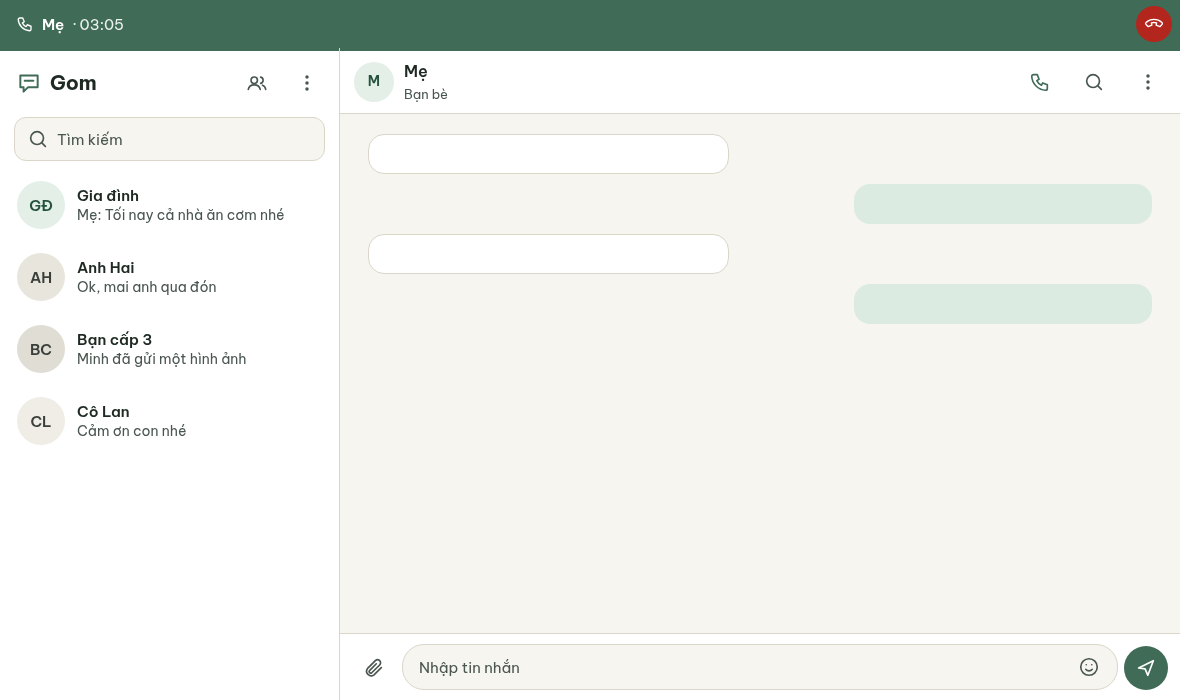 Mẹ · 03:05
Gom
Tìm kiếm
GĐ
Gia đình
Mẹ: Tối nay cả nhà ăn cơm nhé
AH
Anh Hai
Ok, mai anh qua đón
BC
Bạn cấp 3
Minh đã gửi một hình ảnh
CL
Cô Lan
Cảm ơn con nhé
M
Mẹ
Bạn bè
Nhập tin nhắn